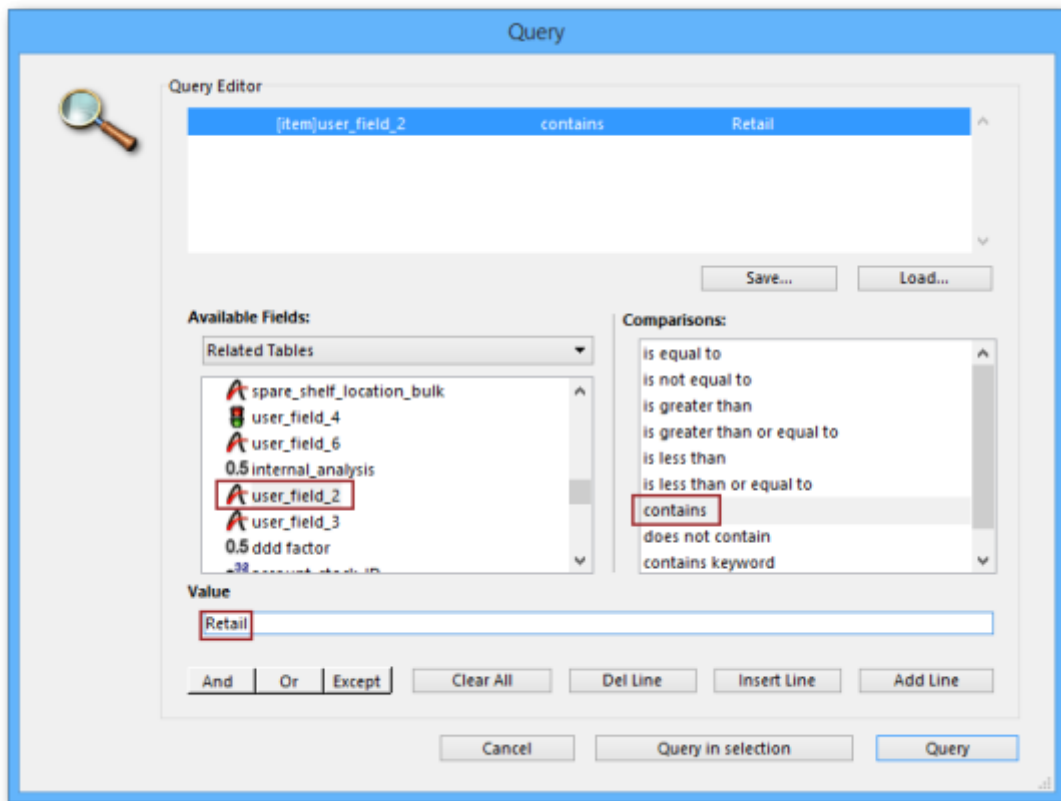 Query
Query Editor
[item]user_field_2 contains Retail
Save... Load...
Available Fields:
Related Tables
spare_shelf_location_bulk
user_field_4
user_field_6
0.5 internal_analysis
user_field_2
user_field_3
0.5 ddd factor
Comparisons:
is equal to
is not equal to
is greater than
is greater than or equal to
is less than
is less than or equal to
contains
does not contain
contains keyword
Value
Retail
And Or Except Clear All Del Line Insert Line Add Line
Cancel Query in selection Query